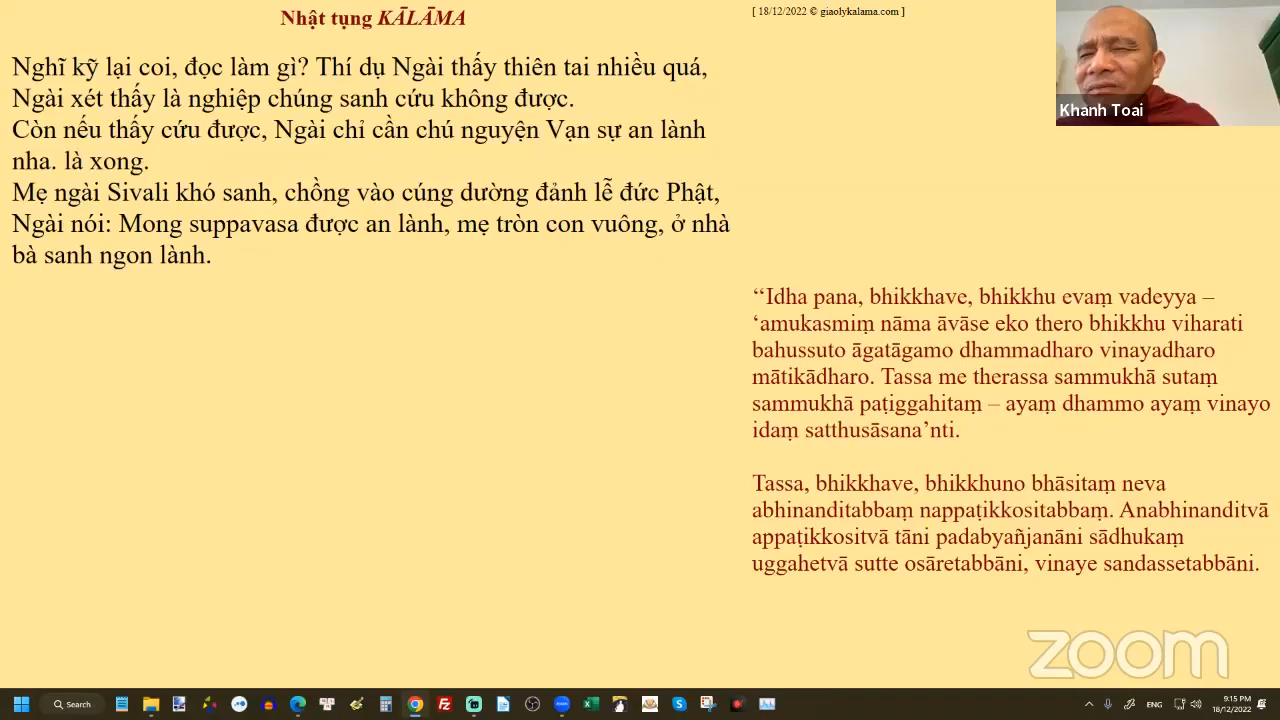 Nhật tụng KĀLĀMA
[ 18/12/2022 © giaolykalama.com ]
Nghĩ kỹ lại coi, đọc làm gì? Thí dụ Ngài thấy thiên tai nhiều quá,
Ngài xét thấy là nghiệp chúng sanh cứu không được.
Còn nếu thấy cứu được, Ngài chỉ cần chú nguyện Vạn sự an lành
nha. là xong.
Mẹ ngài Sivali khó sanh, chồng vào cúng dường đảnh lễ đức Phật,
Ngài nói: Mong suppavasa được an lành, mẹ tròn con vuông, ở nhà
bà sanh ngon lành.
Khanh Toai
‘‘Idha pana, bhikkhave, bhikkhu evaṃ vadeyya –
‘amukasmiṃ nāma āvāse eko thero bhikkhu viharati
bahussuto āgatāgamo dhammadharo vinayadharo
mātikādharo. Tassa me therassa sammukhā sutaṃ
sammukhā paṭiggahitaṃ – ayaṃ dhammo ayaṃ vinayo
idaṃ satthusāsana’nti.
Tassa, bhikkhave, bhikkhuno bhāsitaṃ neva
abhinanditabbaṃ nappaṭikkositabbaṃ. Anabhinanditvā
appaṭikkositvā tāni padabyañjanāni sādhukaṃ
uggahetvā sutte osāretabbāni, vinaye sandassetabbāni.
zoom
Search
ENG
9:15 PM
18/12/2022